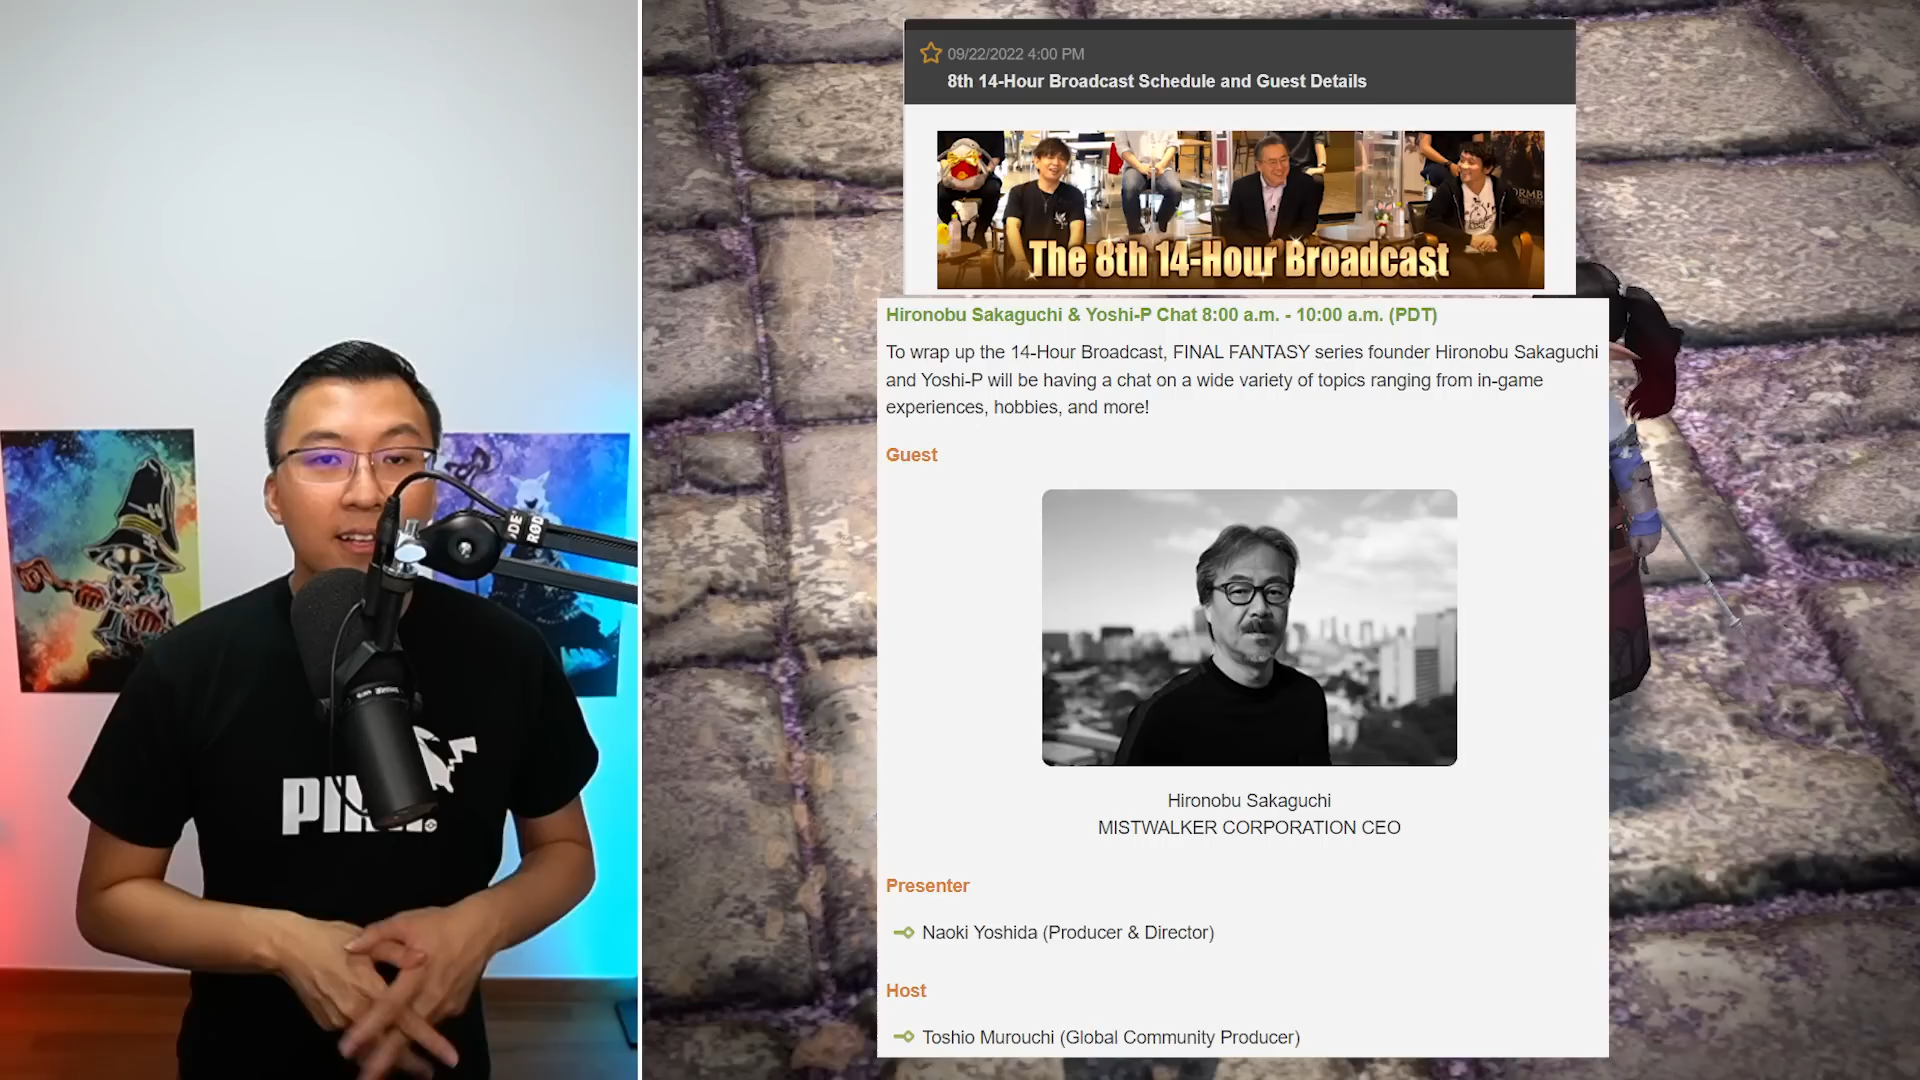 09/22/2022 4:00 PM
8th 14-Hour Broadcast Schedule and Guest Details
The 8th 14-Hour Broadcast
Hironobu Sakaguchi & Yoshi-P Chat 8:00 a.m. - 10:00 a.m. (PDT)
To wrap up the 14-Hour Broadcast, FINAL FANTASY series founder Hironobu Sakaguchi
and Yoshi-P will be having a chat on a wide variety of topics ranging from in-game
experiences, hobbies, and more!
Guest
Hironobu Sakaguchi
MISTWALKER CORPORATION CEO
Presenter
Naoki Yoshida (Producer & Director)
Host
Toshio Murouchi (Global Community Producer)
RØDE